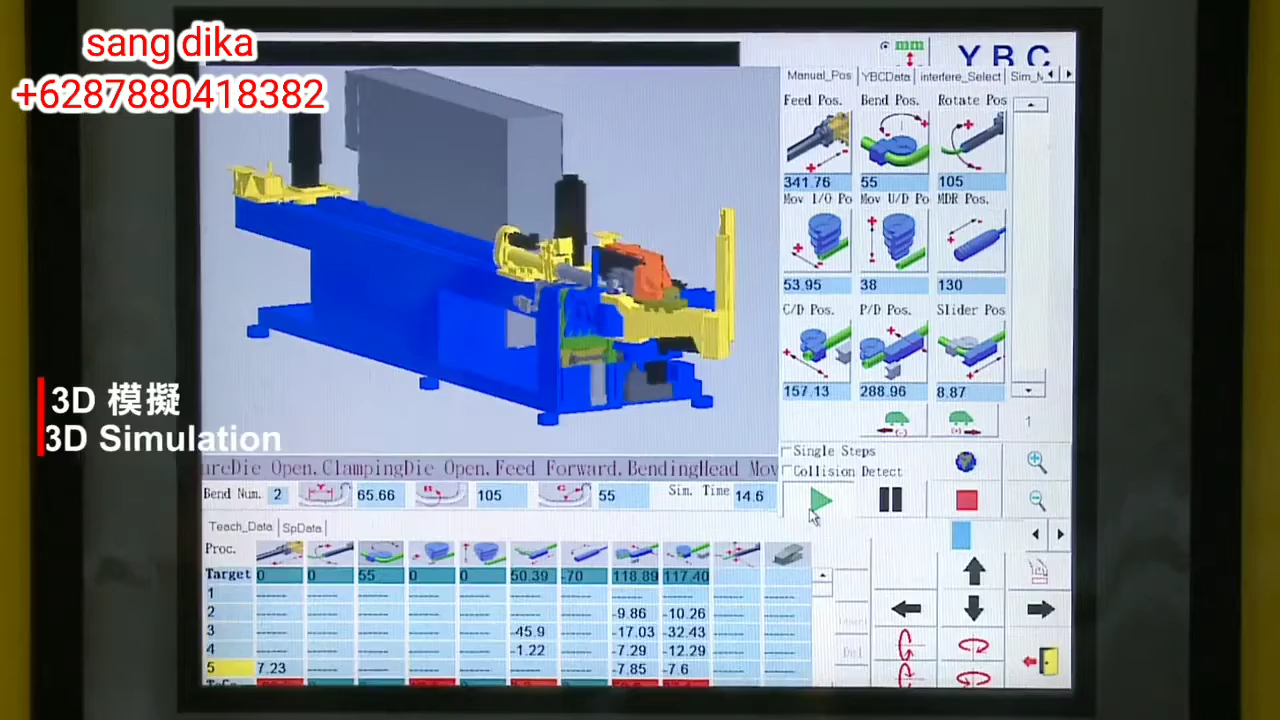 sang dika
+6287880418382
mm
YBC
Manual_Pos YBCData interfere_Select Sim_M
Feed Pos. Bend Pos. Rotate Pos
341.76 55 105
Mov I/O Po Mov U/D Po MDR Pos.
53.95 38 130
C/D Pos. P/D Pos. Slider Pos
157.13 288.96 8.87
1
3D 模擬
3D Simulation
Single Steps
Collision Detect
ureDie Open,ClampingDie Open,Feed Forward,BendingHead Mov
Bend Num. 2 Y 65.66 B 105 C 55 Sim. Time 14.6
Teach_Data SpData
Proc.
Target 0 0 55 0 0 50.39 -70 118.89 117.40
1
2 -9.86 -10.26
3 -45.9 -17.03 -32.43
4 -1.22 -7.29 -12.29
5 7.23 -7.85 -7.6